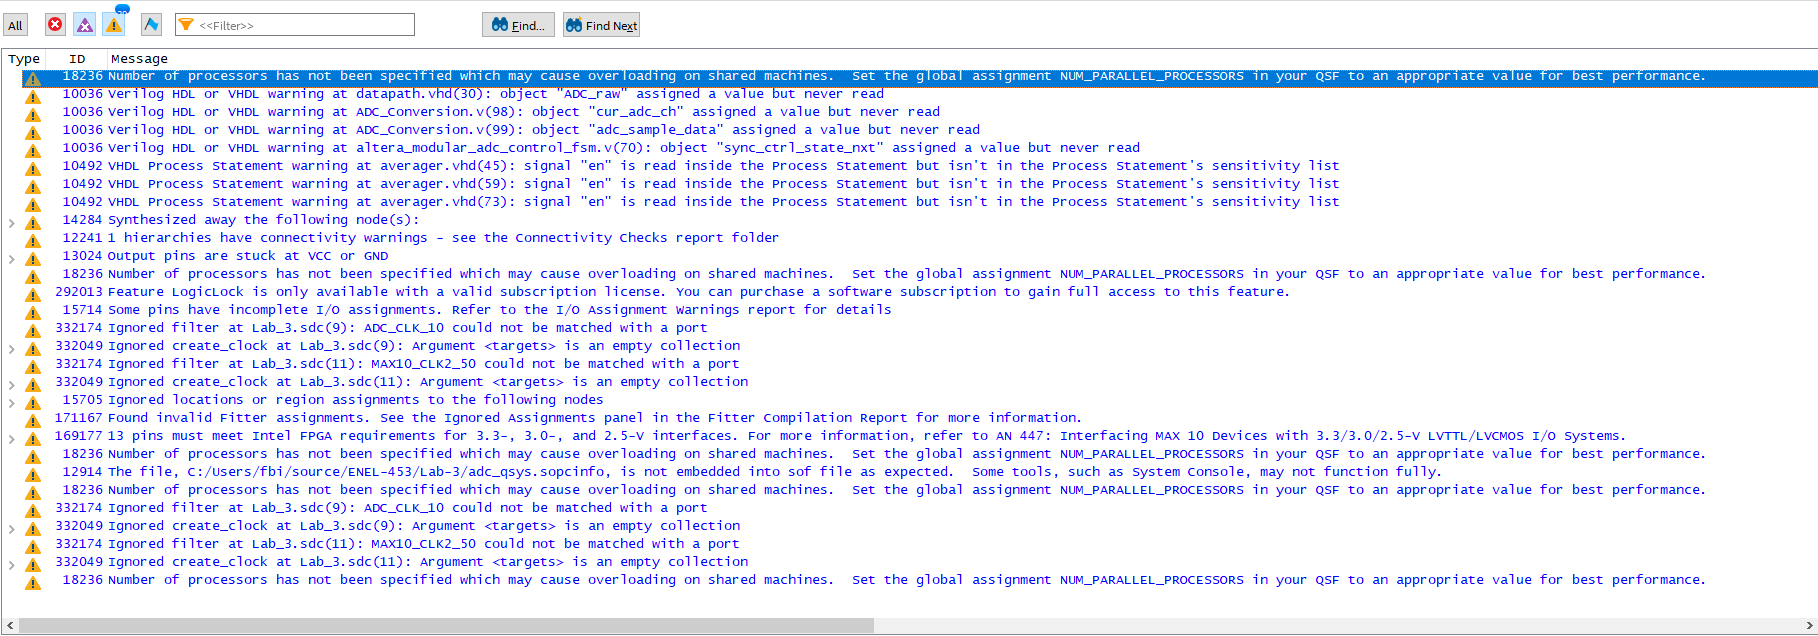 All <<Filter>> Find... Find Next
Type ID Message
18236 Number of processors has not been specified which may cause overloading on shared machines.  Set the global assignment NUM_PARALLEL_PROCESSORS in your QSF to an appropriate value for best performance.
10036 Verilog HDL or VHDL warning at datapath.vhd(30): object "ADC_raw" assigned a value but never read
10036 Verilog HDL or VHDL warning at ADC_Conversion.v(98): object "cur_adc_ch" assigned a value but never read
10036 Verilog HDL or VHDL warning at ADC_Conversion.v(99): object "adc_sample_data" assigned a value but never read
10036 Verilog HDL or VHDL warning at altera_modular_adc_control_fsm.v(70): object "sync_ctrl_state_nxt" assigned a value but never read
10492 VHDL Process Statement warning at averager.vhd(45): signal "en" is read inside the Process Statement but isn't in the Process Statement's sensitivity list
10492 VHDL Process Statement warning at averager.vhd(59): signal "en" is read inside the Process Statement but isn't in the Process Statement's sensitivity list
10492 VHDL Process Statement warning at averager.vhd(73): signal "en" is read inside the Process Statement but isn't in the Process Statement's sensitivity list
14284 Synthesized away the following node(s):
12241 1 hierarchies have connectivity warnings - see the Connectivity Checks report folder
13024 Output pins are stuck at VCC or GND
18236 Number of processors has not been specified which may cause overloading on shared machines.  Set the global assignment NUM_PARALLEL_PROCESSORS in your QSF to an appropriate value for best performance.
292013 Feature LogicLock is only available with a valid subscription license. You can purchase a software subscription to gain full access to this feature.
15714 Some pins have incomplete I/O assignments. Refer to the I/O Assignment Warnings report for details
332174 Ignored filter at Lab_3.sdc(9): ADC_CLK_10 could not be matched with a port
332049 Ignored create_clock at Lab_3.sdc(9): Argument <targets> is an empty collection
332174 Ignored filter at Lab_3.sdc(11): MAX10_CLK2_50 could not be matched with a port
332049 Ignored create_clock at Lab_3.sdc(11): Argument <targets> is an empty collection
15705 Ignored locations or region assignments to the following nodes
171167 Found invalid Fitter assignments. See the Ignored Assignments panel in the Fitter Compilation Report for more information.
169177 13 pins must meet Intel FPGA requirements for 3.3-, 3.0-, and 2.5-V interfaces. For more information, refer to AN 447: Interfacing MAX 10 Devices with 3.3/3.0/2.5-V LVTTL/LVCMOS I/O Systems.
18236 Number of processors has not been specified which may cause overloading on shared machines.  Set the global assignment NUM_PARALLEL_PROCESSORS in your QSF to an appropriate value for best performance.
12914 The file, C:/Users/fbi/source/ENEL-453/Lab-3/adc_qsys.sopcinfo, is not embedded into sof file as expected.  Some tools, such as System Console, may not function fully.
18236 Number of processors has not been specified which may cause overloading on shared machines.  Set the global assignment NUM_PARALLEL_PROCESSORS in your QSF to an appropriate value for best performance.
332174 Ignored filter at Lab_3.sdc(9): ADC_CLK_10 could not be matched with a port
332049 Ignored create_clock at Lab_3.sdc(9): Argument <targets> is an empty collection
332174 Ignored filter at Lab_3.sdc(11): MAX10_CLK2_50 could not be matched with a port
332049 Ignored create_clock at Lab_3.sdc(11): Argument <targets> is an empty collection
18236 Number of processors has not been specified which may cause overloading on shared machines.  Set the global assignment NUM_PARALLEL_PROCESSORS in your QSF to an appropriate value for best performance.